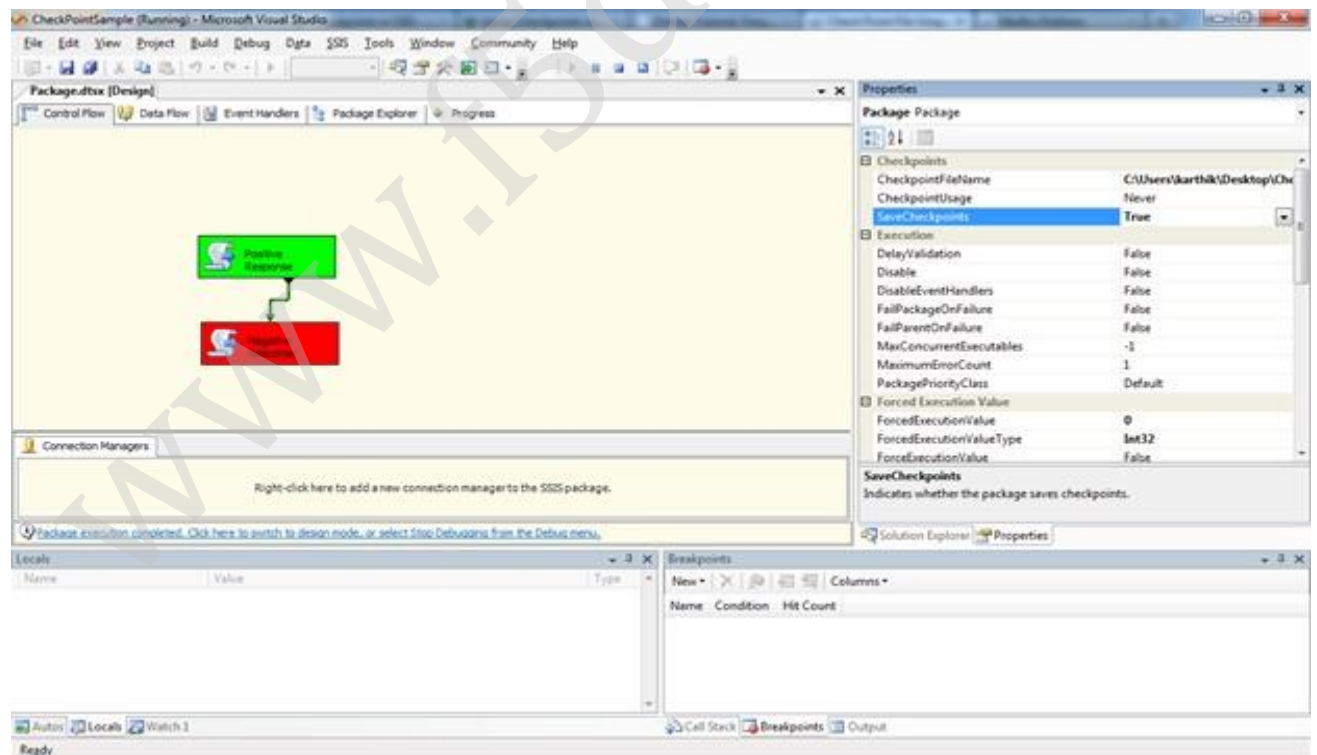 CheckPointSample (Running) - Microsoft Visual Studio
File Edit View Project Build Debug Data SSIS Tools Window Community Help
Package.dtsx [Design]
Control Flow Data Flow Event Handlers Package Explorer Progress
Positive
Response
Negative
Response
Connection Managers
Right-click here to add a new connection manager to the SSIS package.
Package execution completed. Click here to switch to design mode, or select Stop Debugging from the Debug menu.
Properties
Package Package
Checkpoints
CheckpointFileName C:\Users\karthik\Desktop\Che
CheckpointUsage Never
SaveCheckpoints True
Execution
DelayValidation False
Disable False
DisableEventHandlers False
FailPackageOnFailure False
FailParentOnFailure False
MaxConcurrentExecutables -1
MaximumErrorCount 1
PackagePriorityClass Default
Forced Execution Value
ForcedExecutionValue 0
ForcedExecutionValueType Int32
ForceExecutionValue False
SaveCheckpoints
Indicates whether the package saves checkpoints.
Solution Explorer Properties
Locals
Name Value Type
Autos Locals Watch 1
Breakpoints
New Columns
Name Condition Hit Count
Call Stack Breakpoints Output
Ready